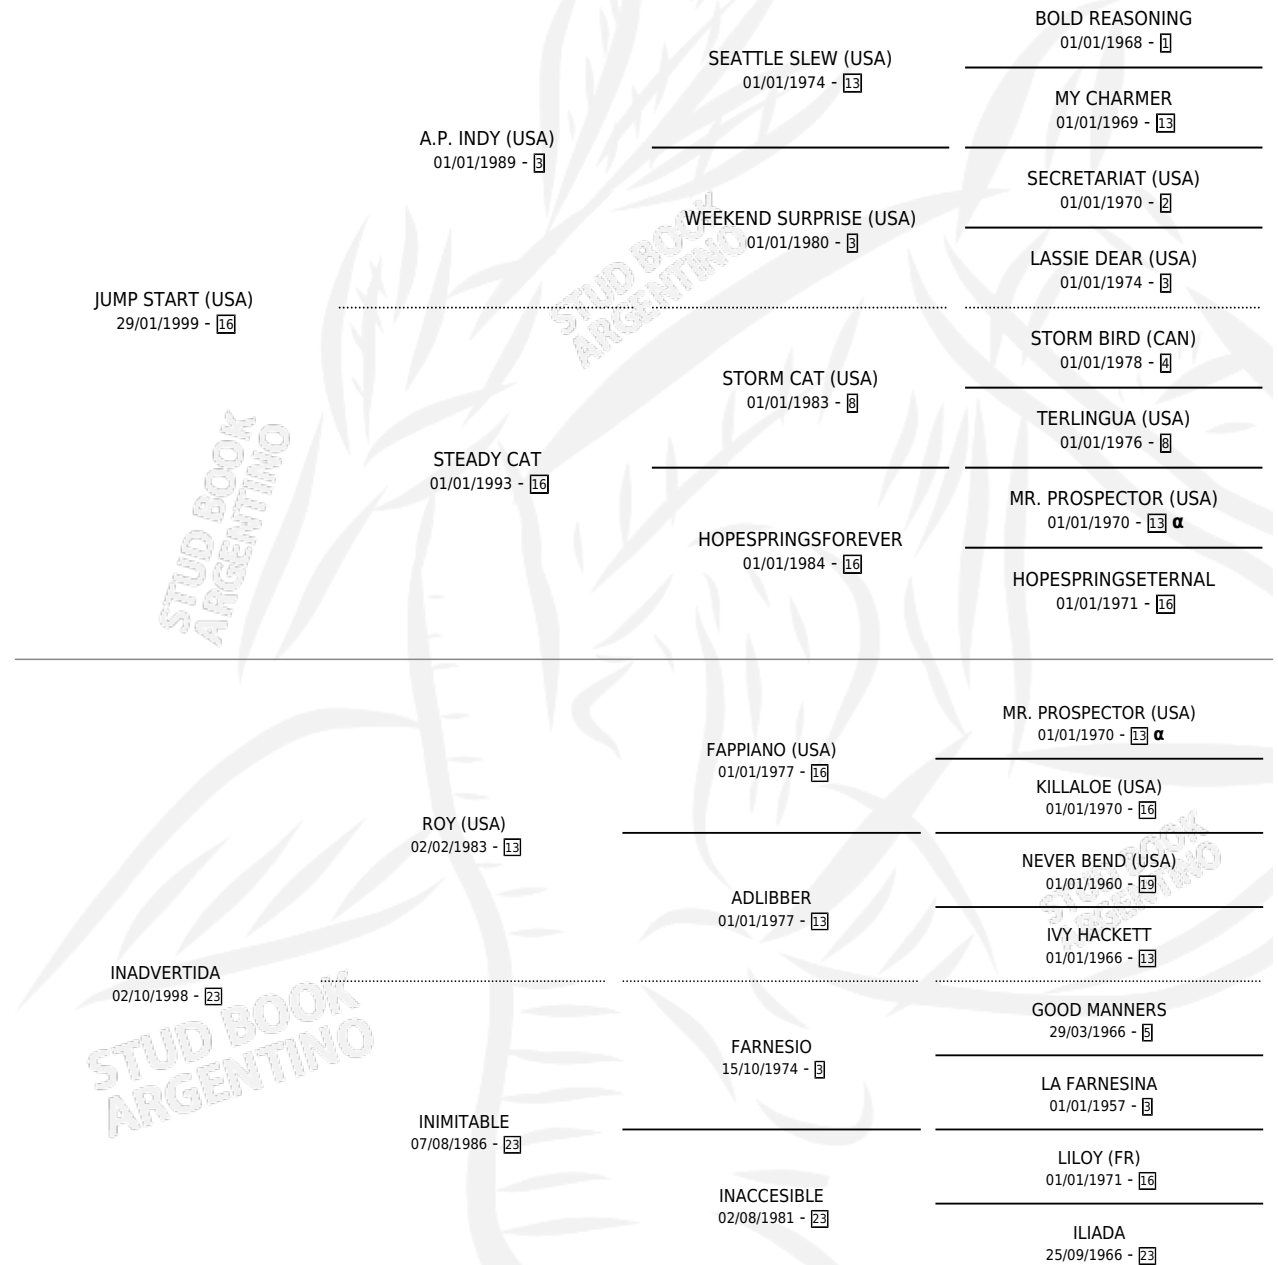 BOLD REASONING
01/01/1968 - 1
SEATTLE SLEW (USA)
01/01/1974 - 13
MY CHARMER
01/01/1969 - 13
A.P. INDY (USA)
01/01/1989 - 3
SECRETARIAT (USA)
01/01/1970 - 2
WEEKEND SURPRISE (USA)
01/01/1980 - 3
LASSIE DEAR (USA)
01/01/1974 - 3
JUMP START (USA)
29/01/1999 - 16
STORM BIRD (CAN)
01/01/1978 - 4
STORM CAT (USA)
01/01/1983 - 8
TERLINGUA (USA)
01/01/1976 - 8
STEADY CAT
01/01/1993 - 16
MR. PROSPECTOR (USA)
01/01/1970 - 13 α
HOPESPRINGSFOREVER
01/01/1984 - 16
HOPESPRINGSETERNAL
01/01/1971 - 16
MR. PROSPECTOR (USA)
01/01/1970 - 13 α
FAPPIANO (USA)
01/01/1977 - 16
KILLALOE (USA)
01/01/1970 - 16
ROY (USA)
02/02/1983 - 13
NEVER BEND (USA)
01/01/1960 - 19
ADLIBBER
01/01/1977 - 13
IVY HACKETT
01/01/1966 - 13
INADVERTIDA
02/10/1998 - 23
GOOD MANNERS
29/03/1966 - 5
FARNESIO
15/10/1974 - 3
LA FARNESINA
01/01/1957 - 3
INIMITABLE
07/08/1986 - 23
LILOY (FR)
01/01/1971 - 16
INACCESIBLE
02/08/1981 - 23
ILIADA
25/09/1966 - 23
STUD BOOK
ARGENTINO
STUD BOOK
ARGENTINO
STUD BOOK
ARGENTINO
STUD BOOK
ARGENTINO